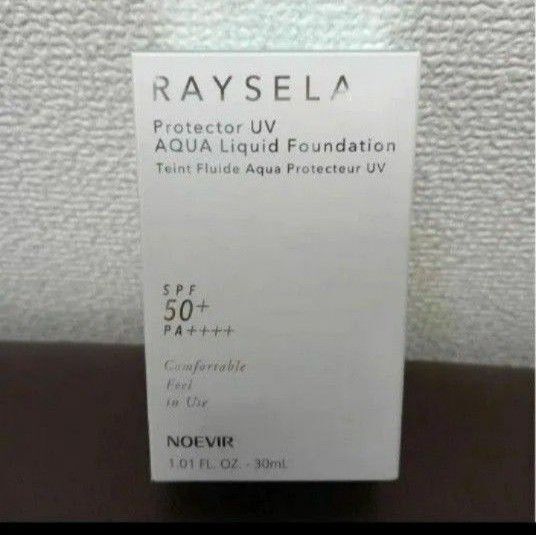 RAYSELA
Protector UV
AQUA Liquid Foundation
Teint Fluide Aqua Protecteur UV
SPF
50+
PA++++
Comfortable
Feel
in Use
NOEVIR
1.01 FL. OZ. - 30mL